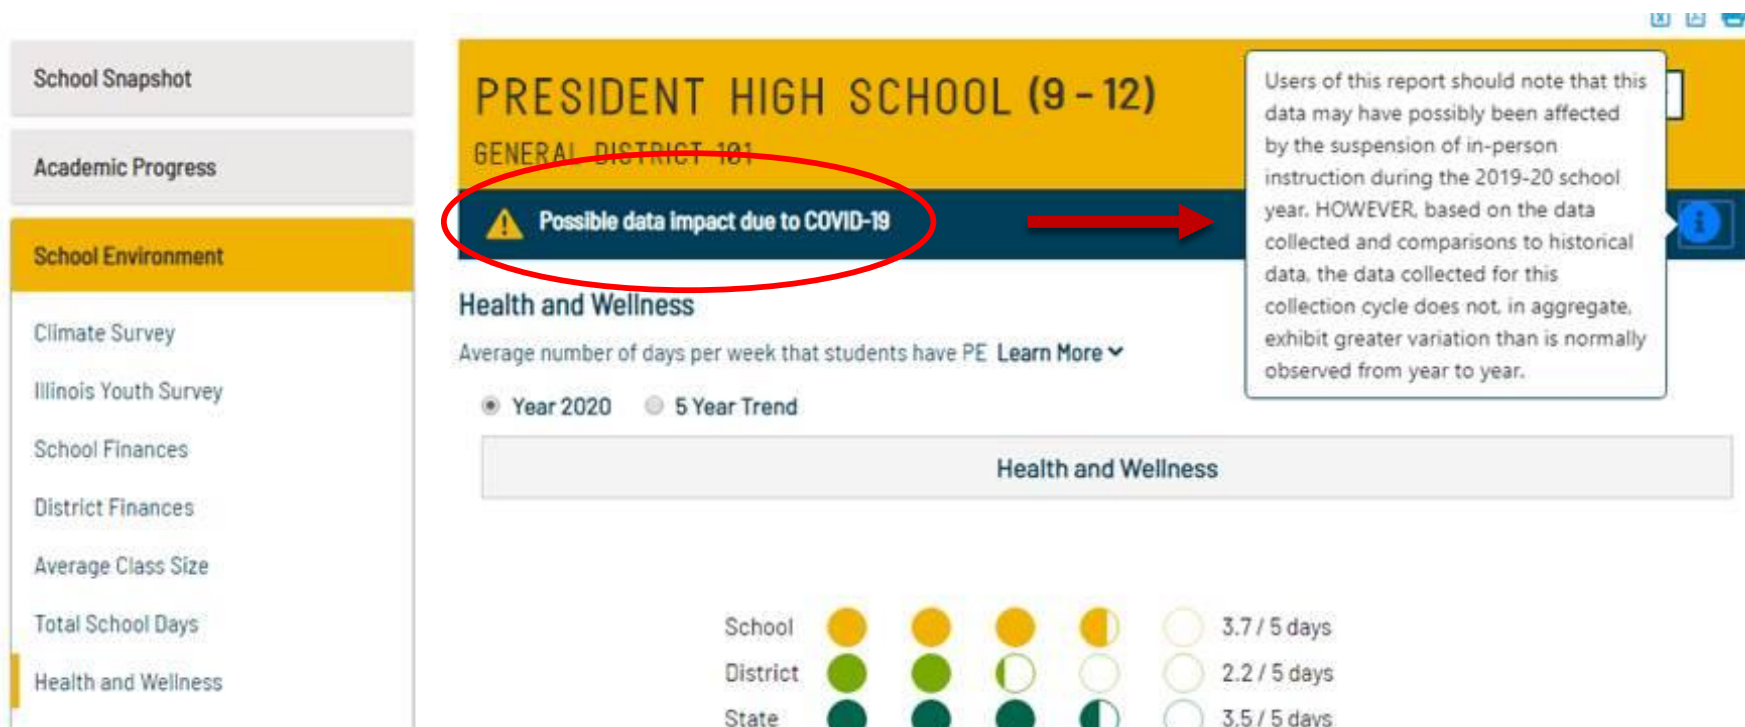 School Snapshot
Academic Progress
School Environment
Climate Survey
Illinois Youth Survey
School Finances
District Finances
Average Class Size
Total School Days
Health and Wellness
PRESIDENT HIGH SCHOOL (9 - 12)
GENERAL DISTRICT 101
Possible data impact due to COVID-19
Users of this report should note that this
data may have possibly been affected
by the suspension of in-person
instruction during the 2019-20 school
year. HOWEVER, based on the data
collected and comparisons to historical
data, the data collected for this
collection cycle does not, in aggregate,
exhibit greater variation than is normally
observed from year to year.
i
Health and Wellness
Average number of days per week that students have PE Learn More
Year 2020 5 Year Trend
Health and Wellness
School 3.7 / 5 days
District 2.2 / 5 days
State 3.5 / 5 days